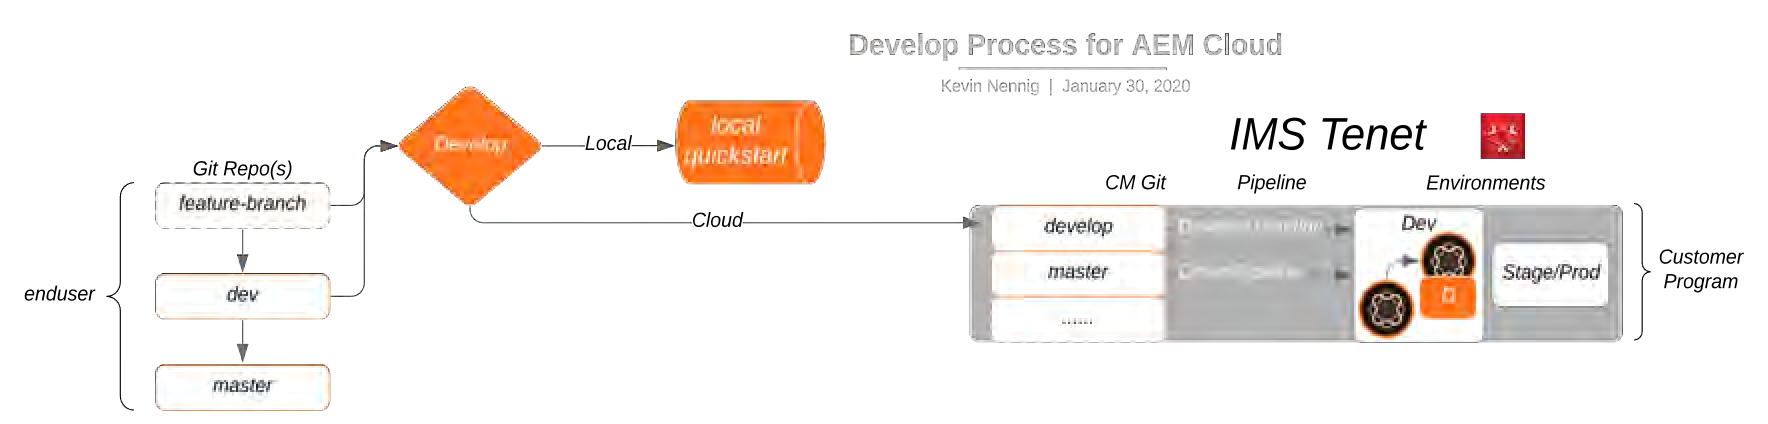 Develop Process for AEM Cloud
Kevin Nennig | January 30, 2020
IMS Tenet
Git Repo(s)
feature-branch
dev
master
enduser
Develop
Local
local
quickstart
Cloud
CM Git
Pipeline
Environments
develop
master
......
Dev
Stage/Prod
Customer
Program